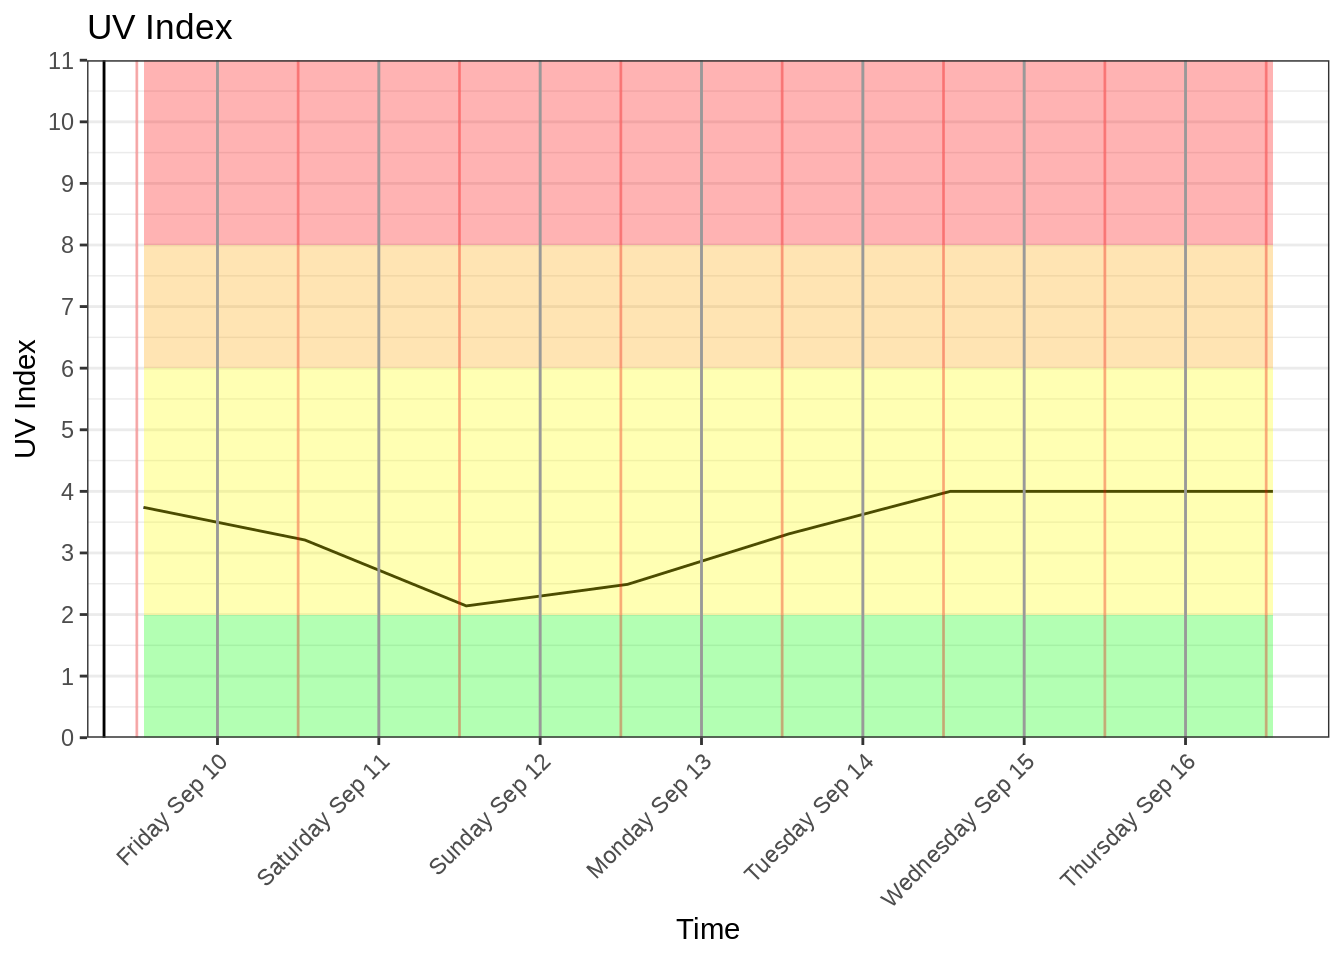 UV Index
11
10
9
8
7
6
5
4
3
2
1
0
UV Index
Friday Sep 10
Saturday Sep 11
Sunday Sep 12
Monday Sep 13
Tuesday Sep 14
Wednesday Sep 15
Thursday Sep 16
Time